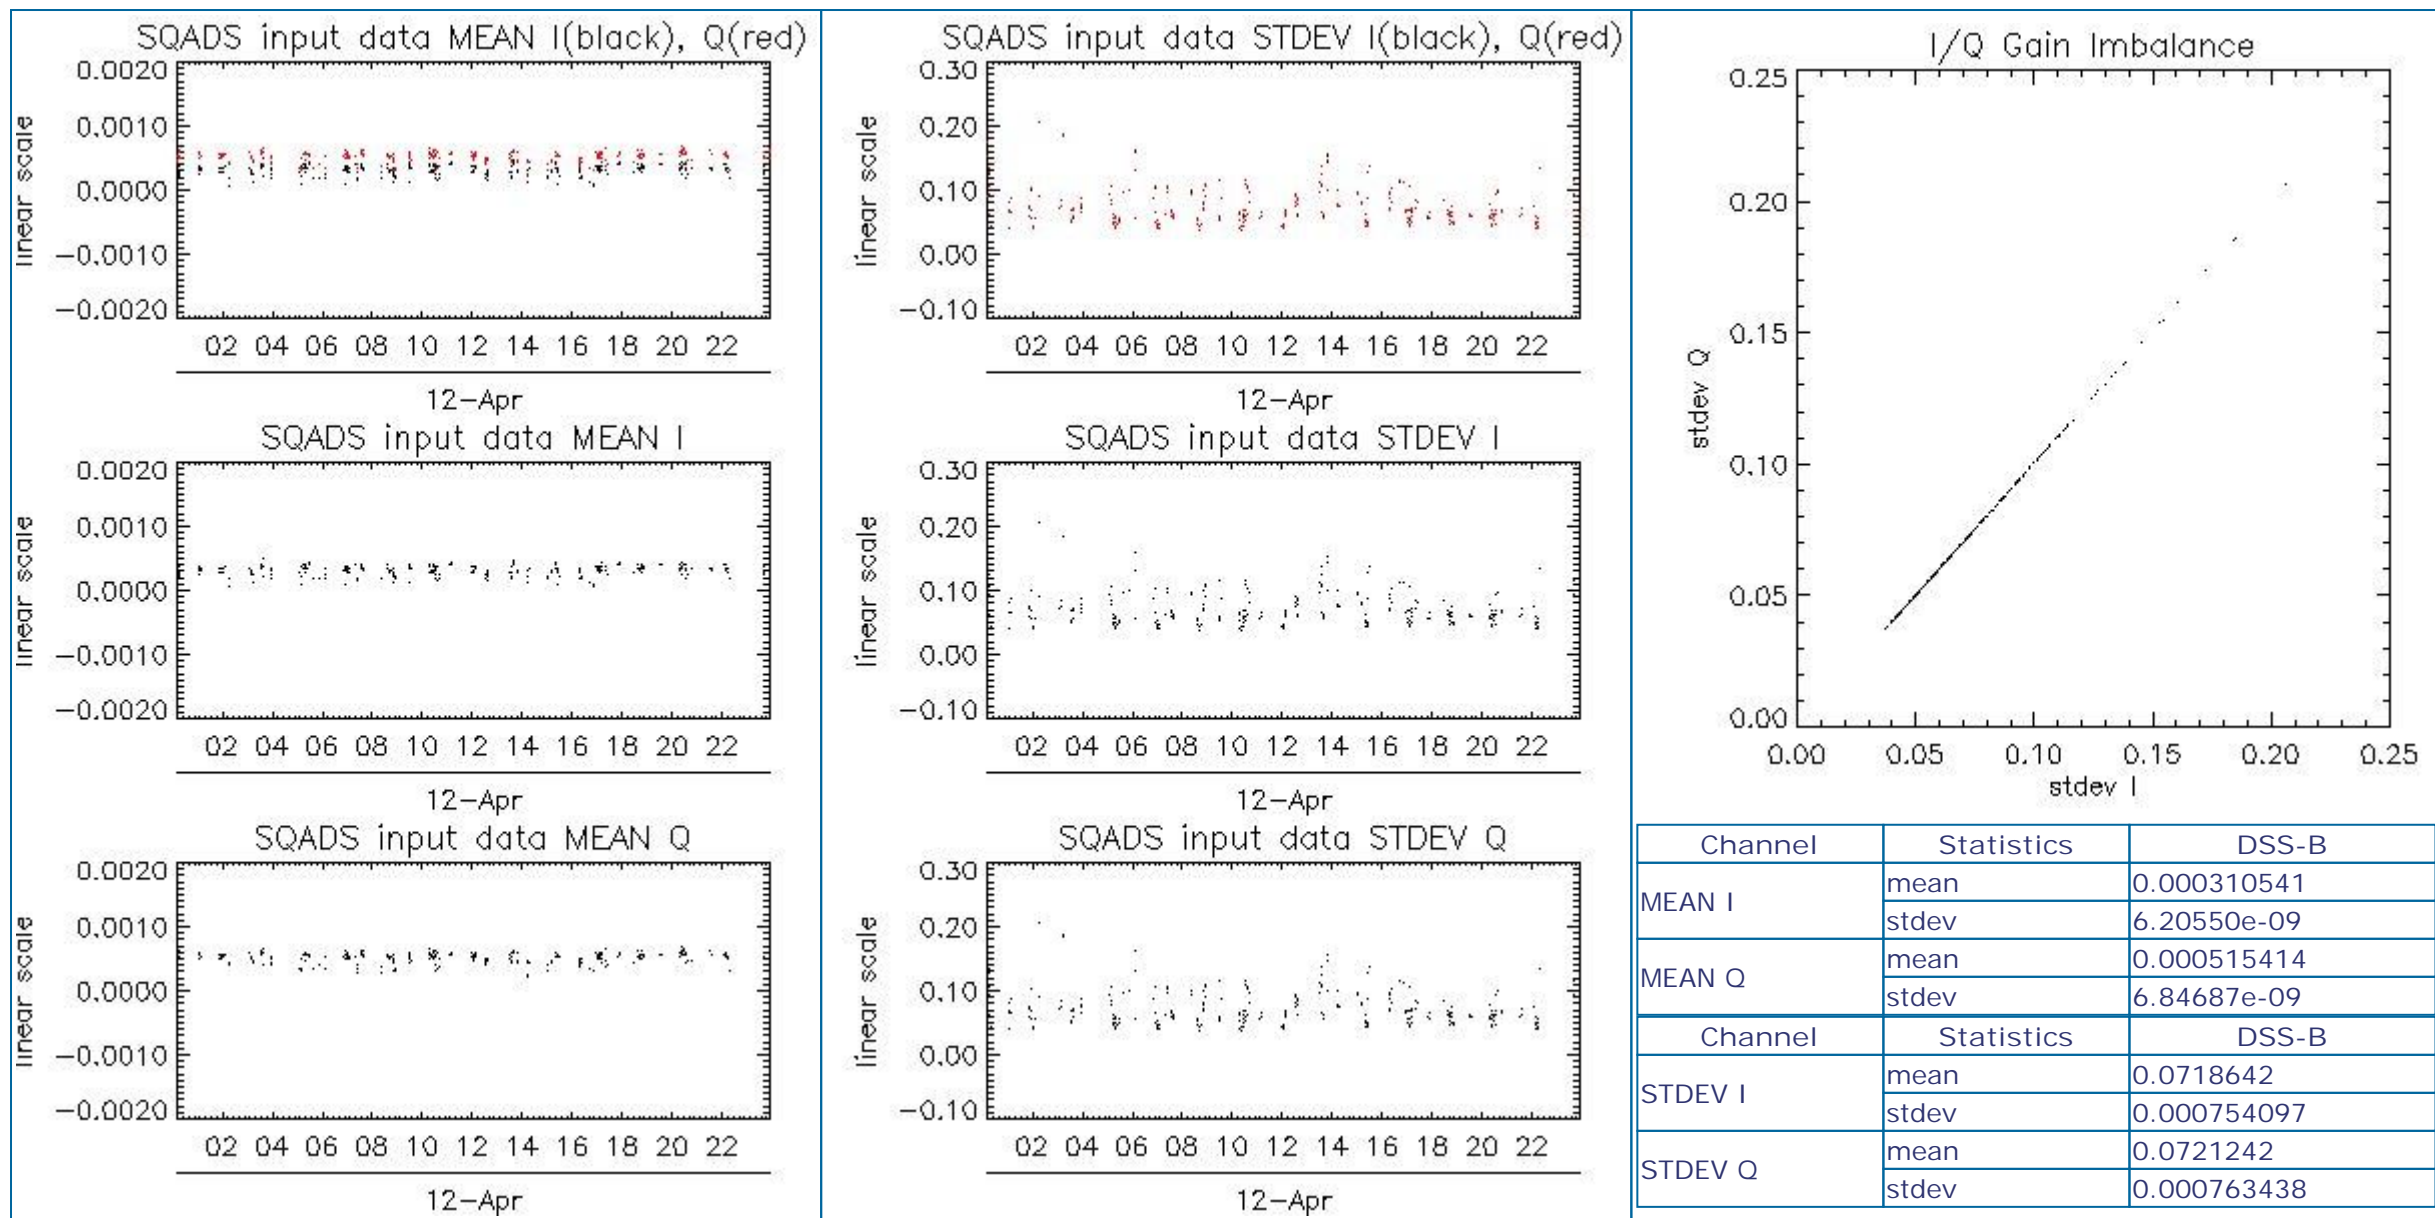 SQADS input data MEAN I(black), Q(red)
0.0020
0.0010
0.0000
-0.0010
-0.0020
linear scale
02 04 06 08 10 12 14 16 18 20 22
12-Apr
SQADS input data MEAN I
0.0020
0.0010
0.0000
-0.0010
-0.0020
linear scale
02 04 06 08 10 12 14 16 18 20 22
12-Apr
SQADS input data MEAN Q
0.0020
0.0010
0.0000
-0.0010
-0.0020
linear scale
02 04 06 08 10 12 14 16 18 20 22
12-Apr
SQADS input data STDEV I(black), Q(red)
0.30
0.20
0.10
0.00
-0.10
linear scale
02 04 06 08 10 12 14 16 18 20 22
12-Apr
SQADS input data STDEV I
0.30
0.20
0.10
0.00
-0.10
linear scale
02 04 06 08 10 12 14 16 18 20 22
12-Apr
SQADS input data STDEV Q
0.30
0.20
0.10
0.00
-0.10
linear scale
02 04 06 08 10 12 14 16 18 20 22
12-Apr
I/Q Gain Imbalance
0.25
0.20
0.15
0.10
0.05
0.00
stdev Q
0.00 0.05 0.10 0.15 0.20 0.25
stdev I
Channel Statistics DSS-B
MEAN I mean 0.000310541
stdev 6.20550e-09
MEAN Q mean 0.000515414
stdev 6.84687e-09
Channel Statistics DSS-B
STDEV I mean 0.0718642
stdev 0.000754097
STDEV Q mean 0.0721242
stdev 0.000763438